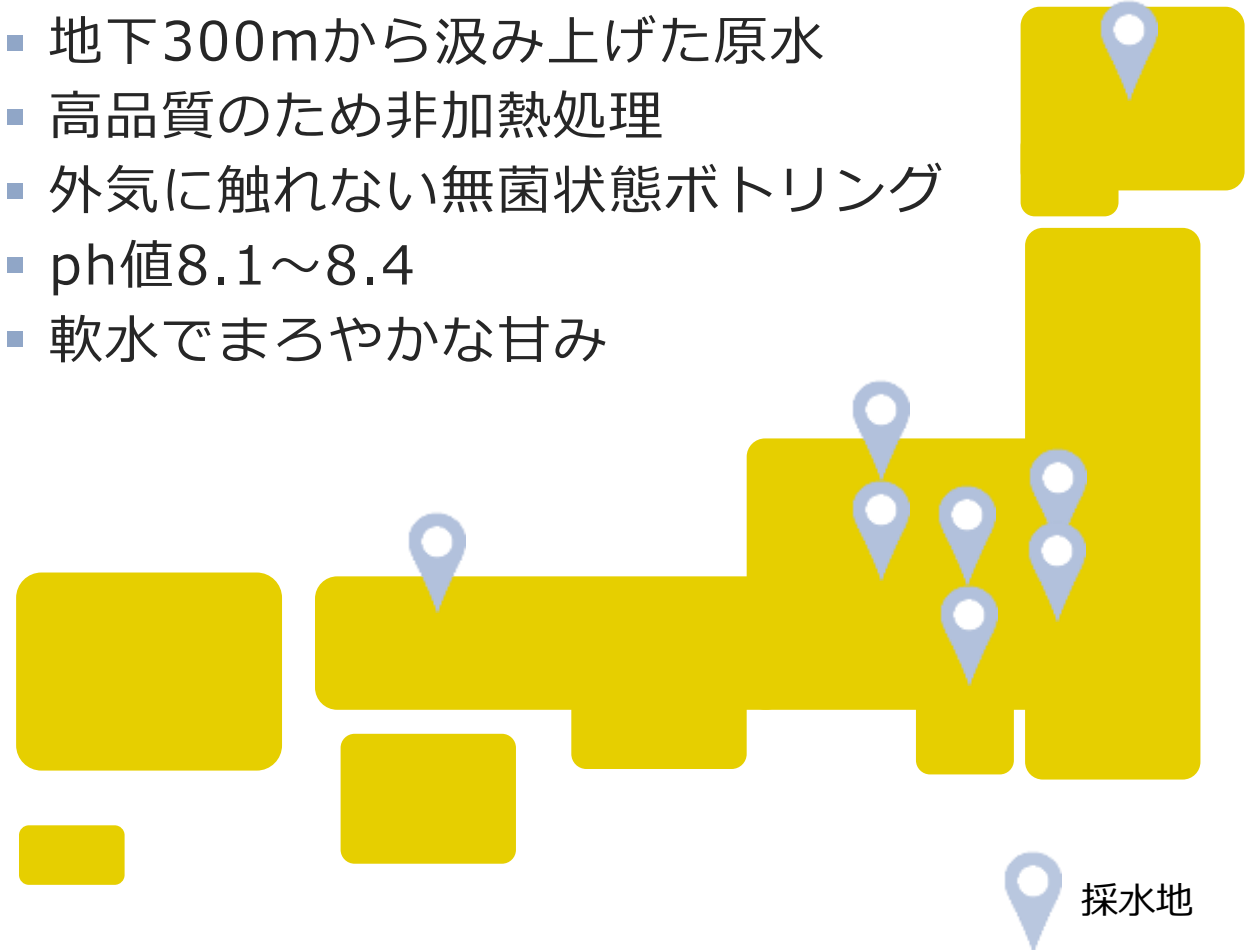 地下300mから汲み上げた原水
高品質のため非加熱処理
外気に触れない無菌状態ボトリング
ph値8.1～8.4
軟水でまろやかな甘み
採水地